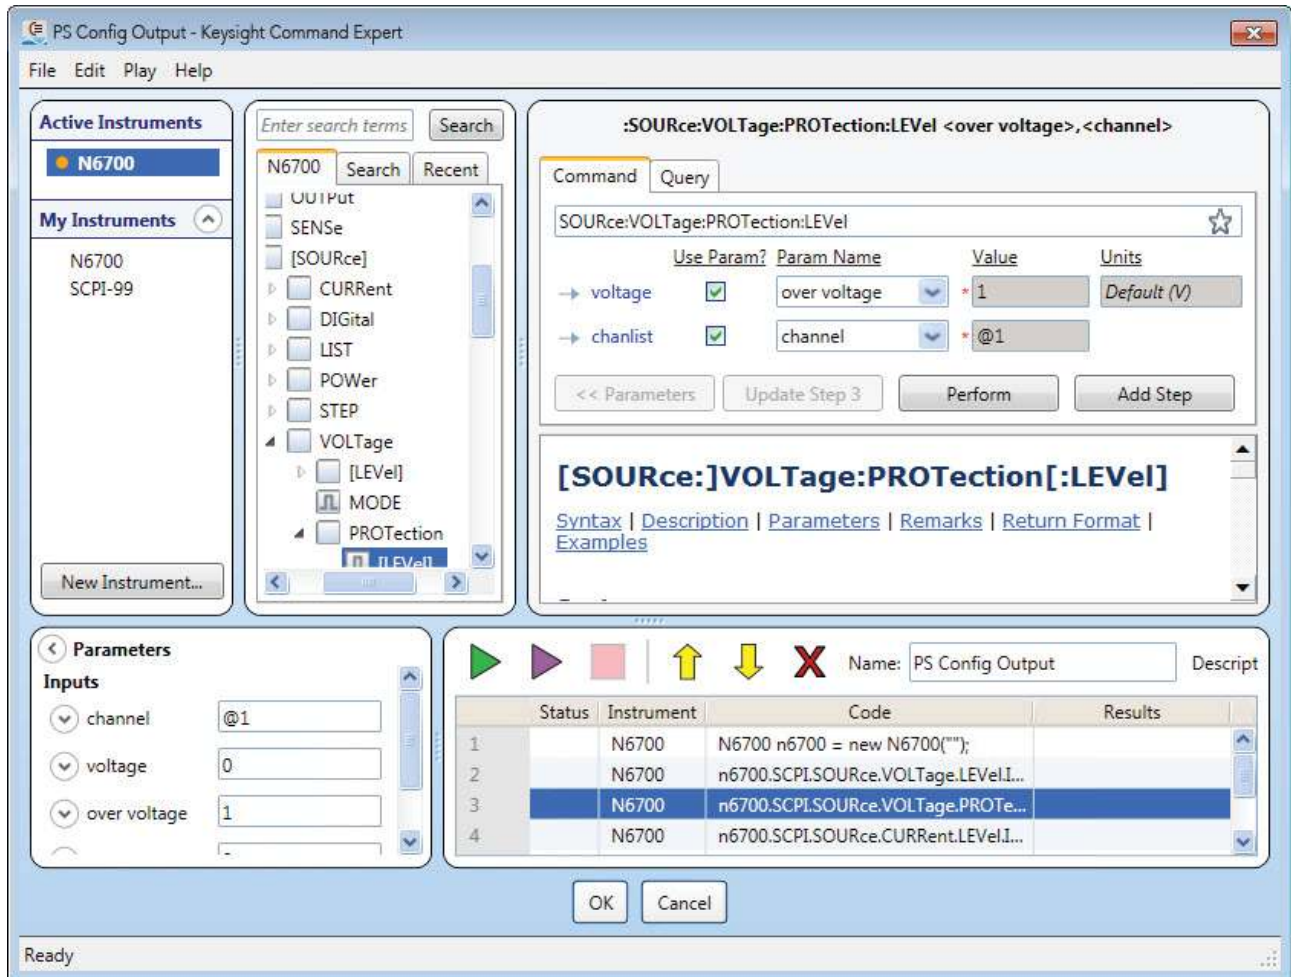 PS Config Output - Keysight Command Expert
File Edit Play Help
Active Instruments
N6700
My Instruments
N6700
SCPI-99
New Instrument...
Enter search terms Search
N6700 Search Recent
OUTPut
SENSe
[SOURce]
CURRent
DIGital
LIST
POWer
STEP
VOLTage
[LEVel]
MODE
PROTection
[LEVel]
:SOURce:VOLTage:PROTection:LEVel <over voltage>,<channel>
Command Query
SOURce:VOLTage:PROTection:LEVel
Use Param? Param Name Value Units
voltage over voltage * 1 Default (V)
chanlist channel * @1
<< Parameters Update Step 3 Perform Add Step
[SOURce:]VOLTage:PROTection[:LEVel]
Syntax | Description | Parameters | Remarks | Return Format |
Examples
Parameters
Inputs
channel @1
voltage 0
over voltage 1
Name: PS Config Output Descript
Status Instrument Code Results
1 N6700 N6700 n6700 = new N6700("");
2 N6700 n6700.SCPI.SOURce.VOLTage.LEVel.I...
3 N6700 n6700.SCPI.SOURce.VOLTage.PROTe...
4 N6700 n6700.SCPI.SOURce.CURRent.LEVel.I...
OK Cancel
Ready